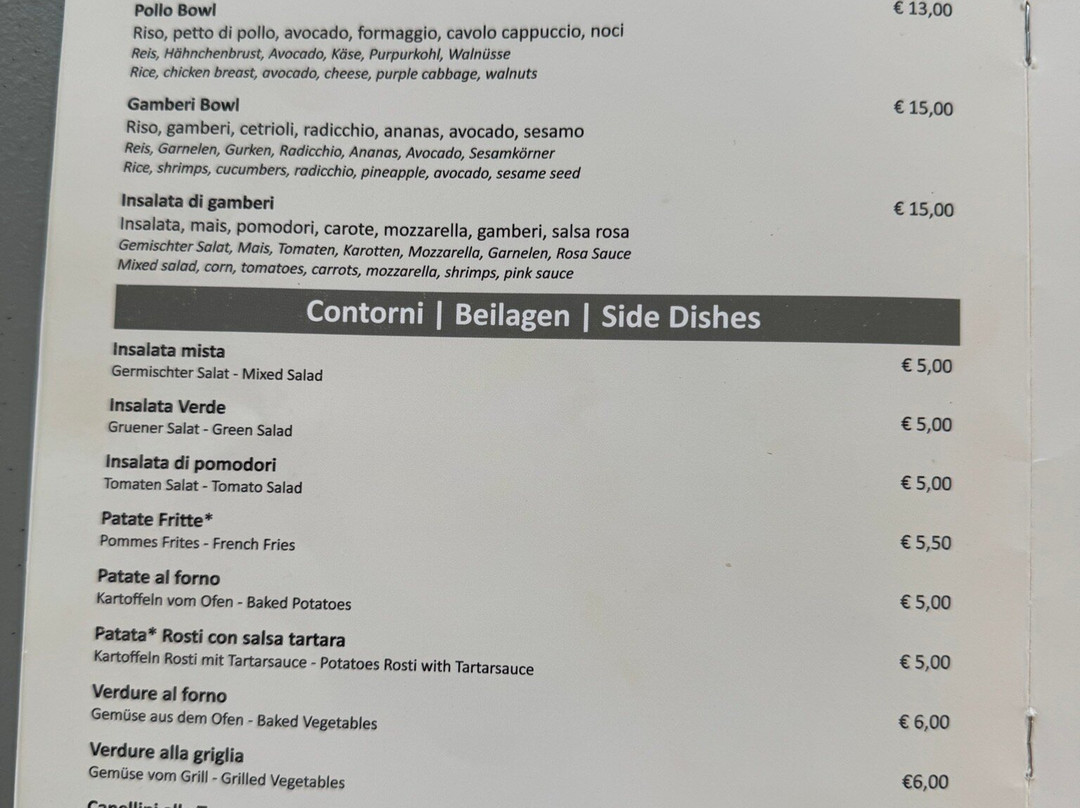 Pollo Bowl € 13,00
Riso, petto di pollo, avocado, formaggio, cavolo cappuccio, noci
Reis, Hähnchenbrust, Avocado, Käse, Purpurkohl, Walnüsse
Rice, chicken breast, avocado, cheese, purple cabbage, walnuts
Gamberi Bowl € 15,00
Riso, gamberi, cetrioli, radicchio, ananas, avocado, sesamo
Reis, Garnelen, Gurken, Radicchio, Ananas, Avocado, Sesamkörner
Rice, shrimps, cucumbers, radicchio, pineapple, avocado, sesame seed
Insalata di gamberi € 15,00
Insalata, mais, pomodori, carote, mozzarella, gamberi, salsa rosa
Gemischter Salat, Mais, Tomaten, Karotten, Mozzarella, Garnelen, Rosa Sauce
Mixed salad, corn, tomatoes, carrots, mozzarella, shrimps, pink sauce
Contorni | Beilagen | Side Dishes
Insalata mista € 5,00
Germischter Salat - Mixed Salad
Insalata Verde € 5,00
Gruener Salat - Green Salad
Insalata di pomodori € 5,00
Tomaten Salat - Tomato Salad
Patate Fritte* € 5,50
Pommes Frites - French Fries
Patate al forno € 5,00
Kartoffeln vom Ofen - Baked Potatoes
Patata* Rosti con salsa tartara € 5,00
Kartoffeln Rosti mit Tartarsauce - Potatoes Rosti with Tartarsauce
Verdure al forno € 6,00
Gemüse aus dem Ofen - Baked Vegetables
Verdure alla griglia €6,00
Gemüse vom Grill - Grilled Vegetables